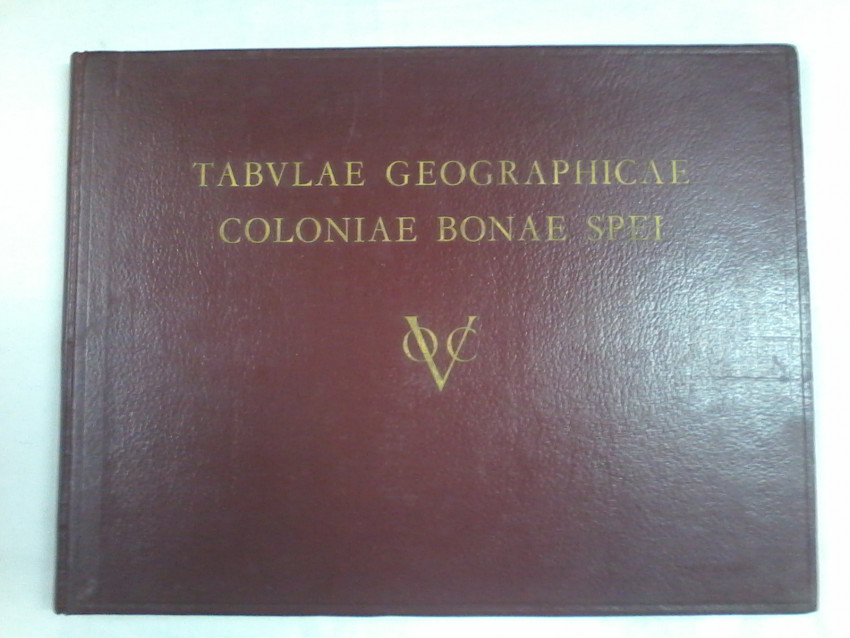 TABVLAE GEOGRAPHICAE
COLONIAE BONAE SPEI
VOC